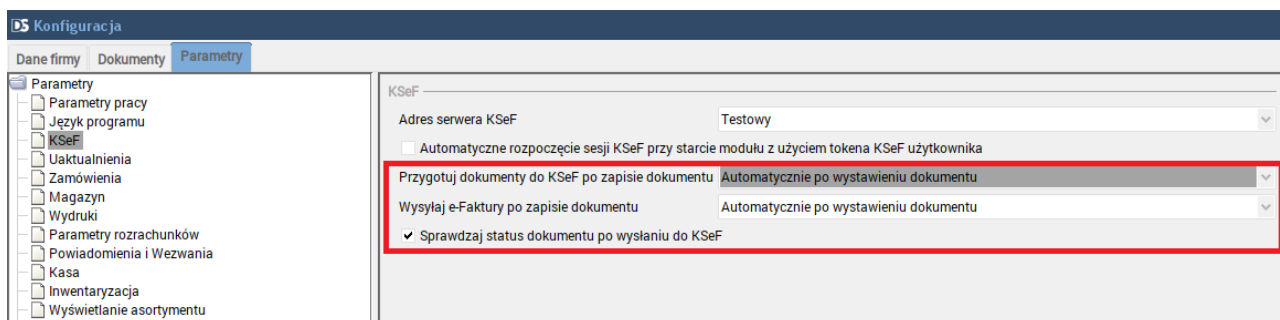 DS Konfiguracja
Dane firmy Dokumenty Parametry
Parametry
Parametry pracy
Język programu
KSeF
Uaktualnienia
Zamówienia
Magazyn
Wydruki
Parametry rozrachunków
Powiadomienia i Wezwania
Kasa
Inwentaryzacja
Wyświetlanie asortymentu
KSeF
Adres serwera KSeF Testowy
Automatyczne rozpoczęcie sesji KSeF przy starcie modułu z użyciem tokena KSeF użytkownika
Przygotuj dokumenty do KSeF po zapisie dokumentu Automatycznie po wystawieniu dokumentu
Wysyłaj e-Faktury po zapisie dokumentu Automatycznie po wystawieniu dokumentu
Sprawdzaj status dokumentu po wysłaniu do KSeF